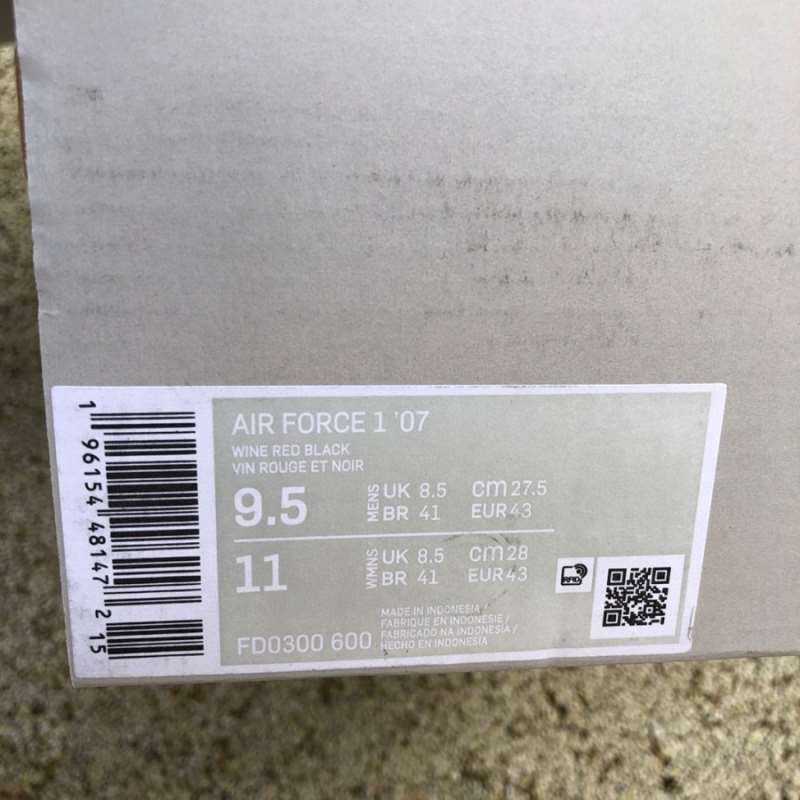 1 96154 48147 2 15
AIR FORCE 1 '07
WINE RED BLACK
VIN ROUGE ET NOIR
9.5 MENS UK 8.5 cm 27.5
BR 41 EUR 43
11 WMNS UK 8.5 cm 28
BR 41 EUR 43
RFID
FD0300 600
MADE IN INDONESIA /
FABRIQUE EN INDONESIE /
FABRICADO NA INDONESIA /
HECHO EN INDONESIA